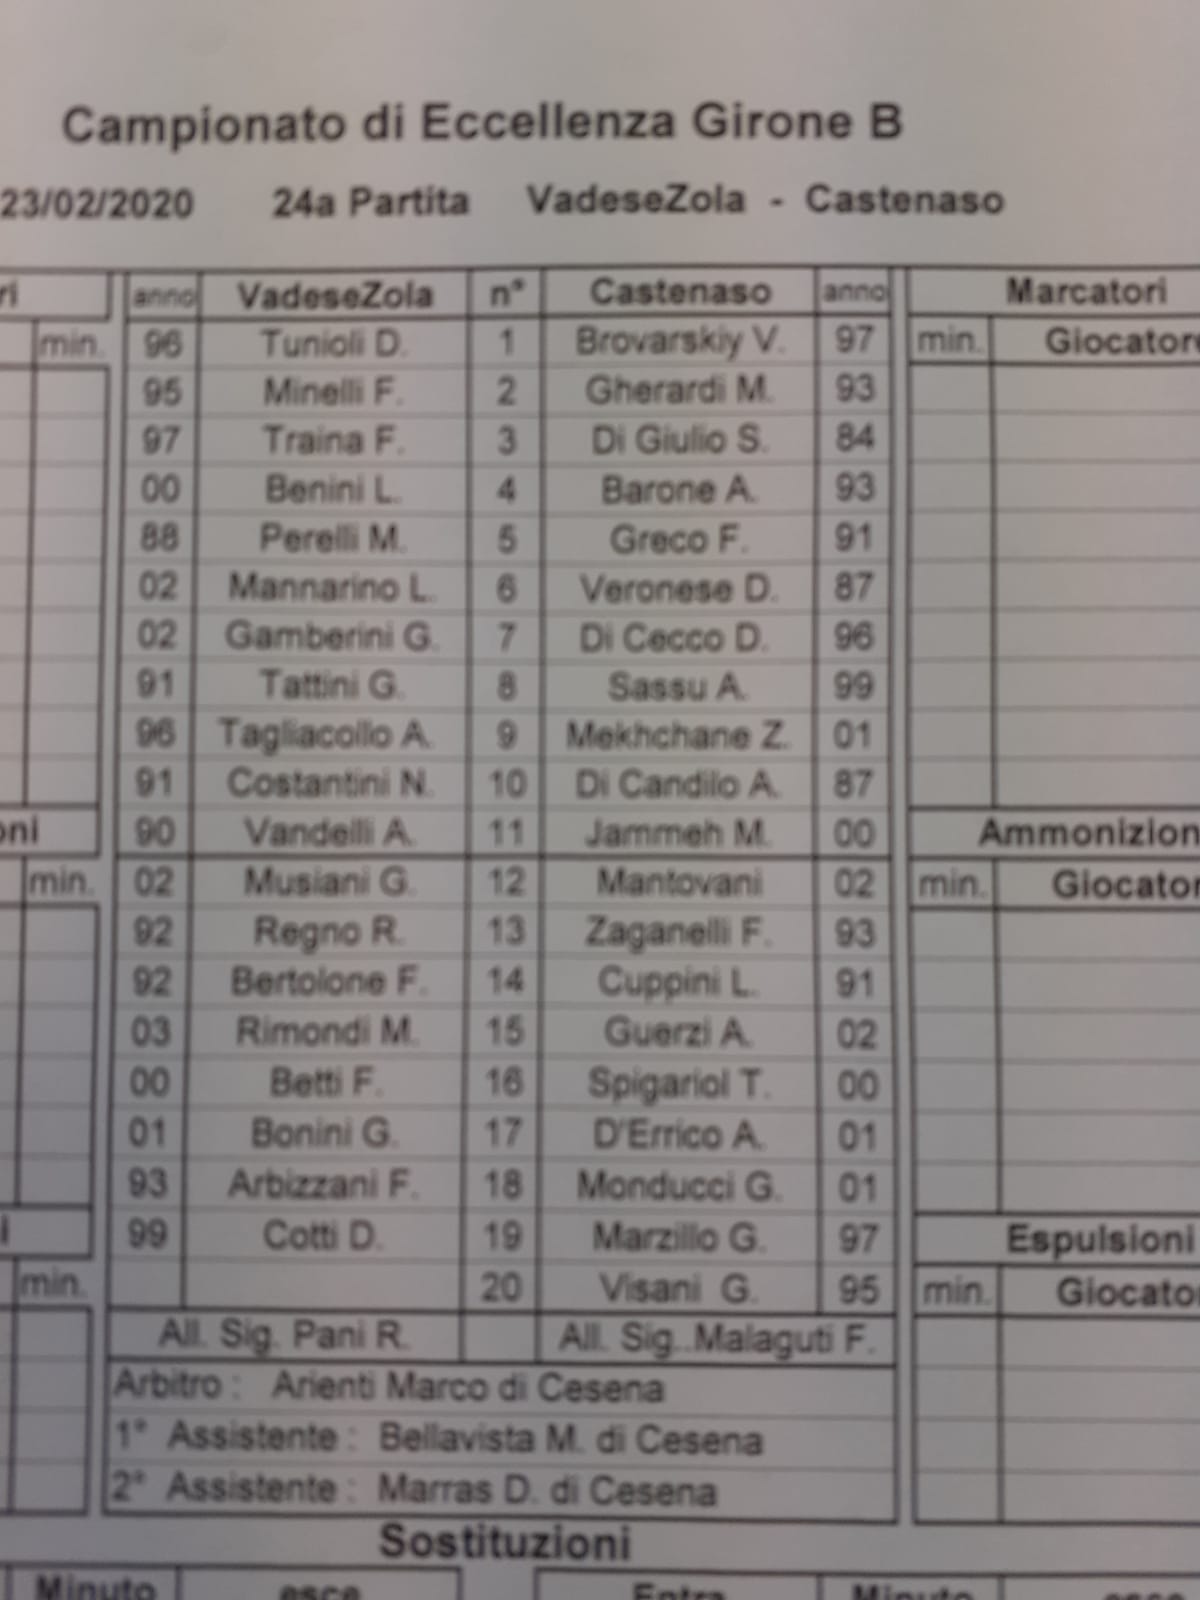 Campionato di Eccellenza Girone B
23/02/2020 24a Partita VadeseZola - Castenaso
ri anno VadeseZola n° Castenaso anno Marcatori
min. 96 Tunioli D. 1 Brovarskiy V. 97 min. Giocatore
95 Minelli F. 2 Gherardi M. 93
97 Traina F. 3 Di Giulio S. 84
00 Benini L. 4 Barone A. 93
88 Perelli M. 5 Greco F. 91
02 Mannarino L. 6 Veronese D. 87
02 Gamberini G. 7 Di Cecco D. 96
91 Tattini G. 8 Sassu A. 99
96 Tagliacollo A. 9 Mekhchane Z. 01
91 Costantini N. 10 Di Candilo A. 87
oni 90 Vandelli A. 11 Jammeh M. 00 Ammonizion
min. 02 Musiani G. 12 Mantovani 02 min. Giocator
92 Regno R. 13 Zaganelli F. 93
92 Bertolone F. 14 Cuppini L. 91
03 Rimondi M. 15 Guerzi A. 02
00 Betti F. 16 Spigariol T. 00
01 Bonini G. 17 D'Errico A. 01
93 Arbizzani F. 18 Monducci G. 01
i 99 Cotti D. 19 Marzillo G. 97 Espulsioni
min. 20 Visani G. 95 min. Giocato
All. Sig. Pani R. All. Sig..Malaguti F.
Arbitro : Arienti Marco di Cesena
1° Assistente : Bellavista M. di Cesena
2° Assistente : Marras D. di Cesena
Sostituzioni
Minuto esce Entra Minuto esce